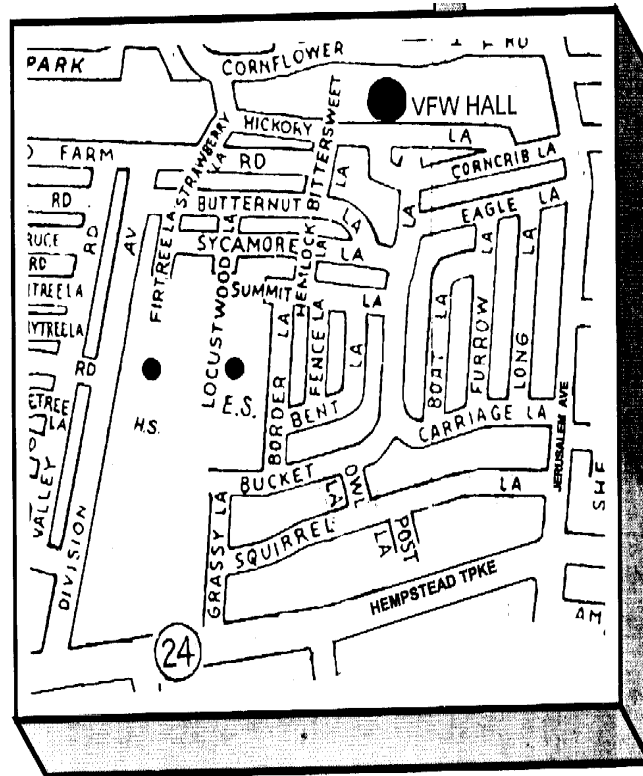 PARK
CORNFLOWER
RD
VFW HALL
HICKORY
LA
BITTERSWEET
LA
STRAWBERRY
LA
FARM
RD
CORNCRIB LA
RD
BUTTERNUT
LA
EAGLE LA
RD
AV
FIRTREE LA
SYCAMORE
LA
LA
HEMLOCK LA
LOCUSTWOOD LA
SUMMIT
LA
RD
BORDER LA
FENCE LA
LA
BOAT LA
FURROW LA
LONG LA
RD
H.S.
E.S.
BENT
CARRIAGE LA
LA
JERUSALEM AVE
VALLEY
BUCKET
OWL LA
LA
DIVISION
GRASSY LA
SQUIRREL
POST LA
HEMPSTEAD TPKE
24